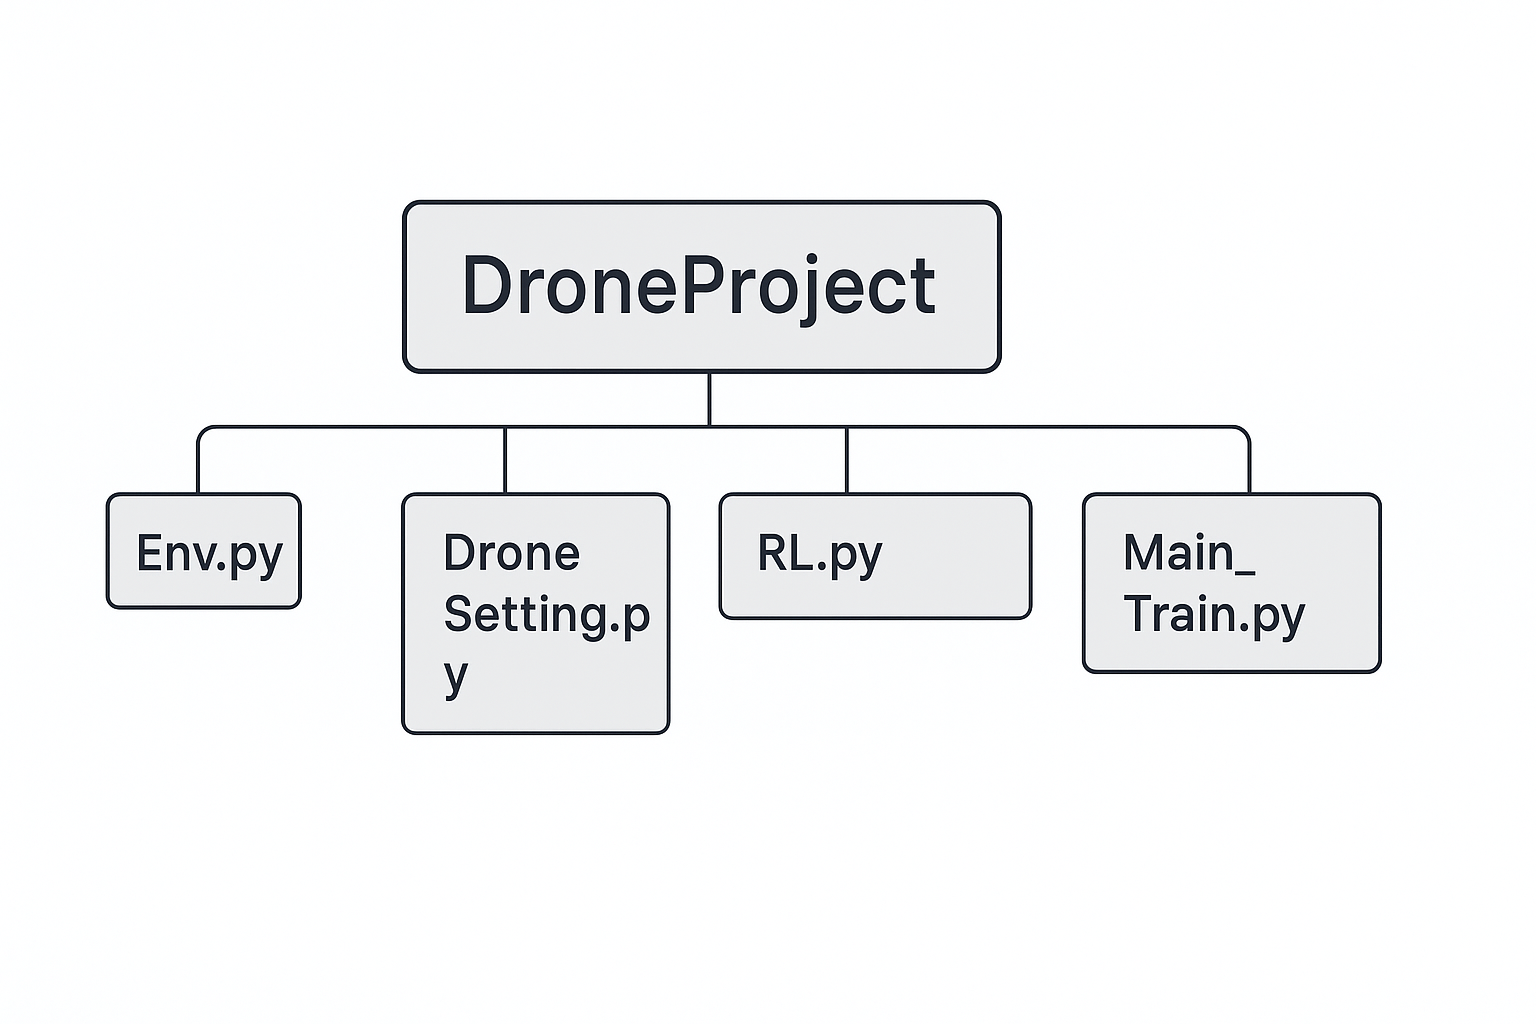 DroneProject
Env.py
Drone
Setting.p
y
RL.py
Main_
Train.py